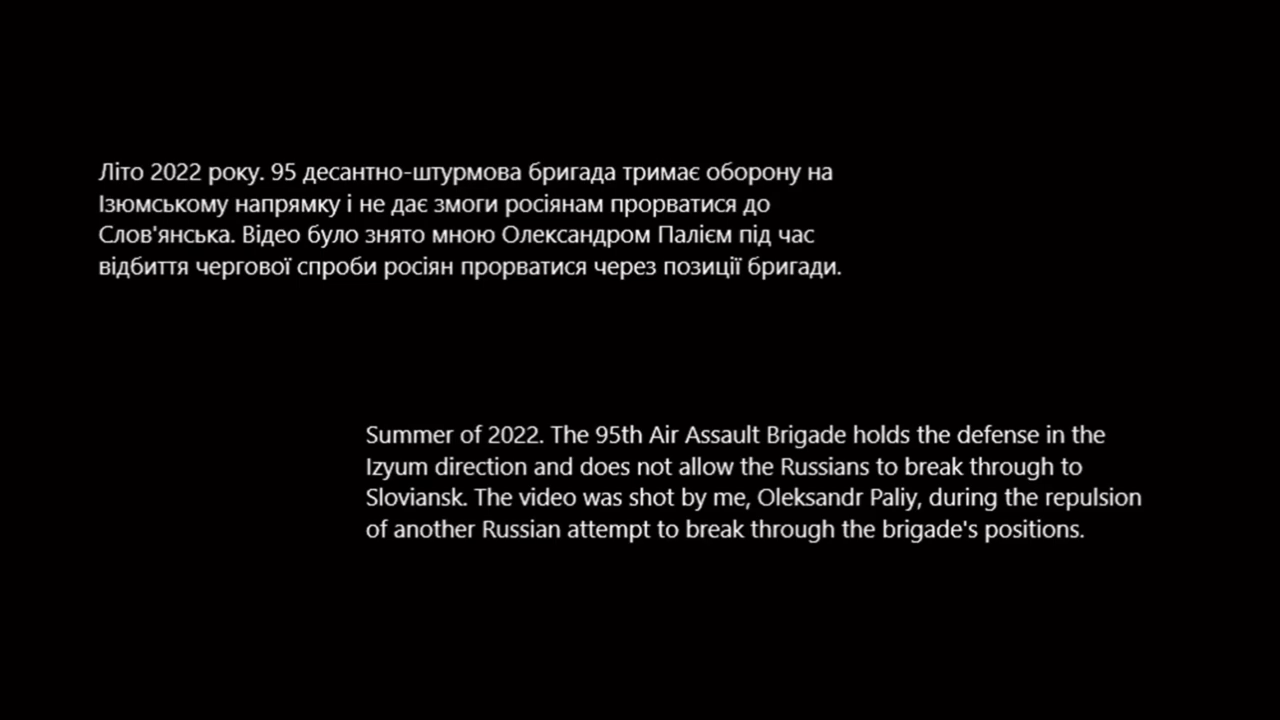 Літо 2022 року. 95 десантно-штурмова бригада тримає оборону на
Ізюмському напрямку і не дає змоги росіянам прорватися до
Слов'янська. Відео було знято мною Олександром Палієм під час
відбиття чергової спроби росіян прорватися через позиції бригади.
Summer of 2022. The 95th Air Assault Brigade holds the defense in the
Izyum direction and does not allow the Russians to break through to
Sloviansk. The video was shot by me, Oleksandr Paliy, during the repulsion
of another Russian attempt to break through the brigade's positions.